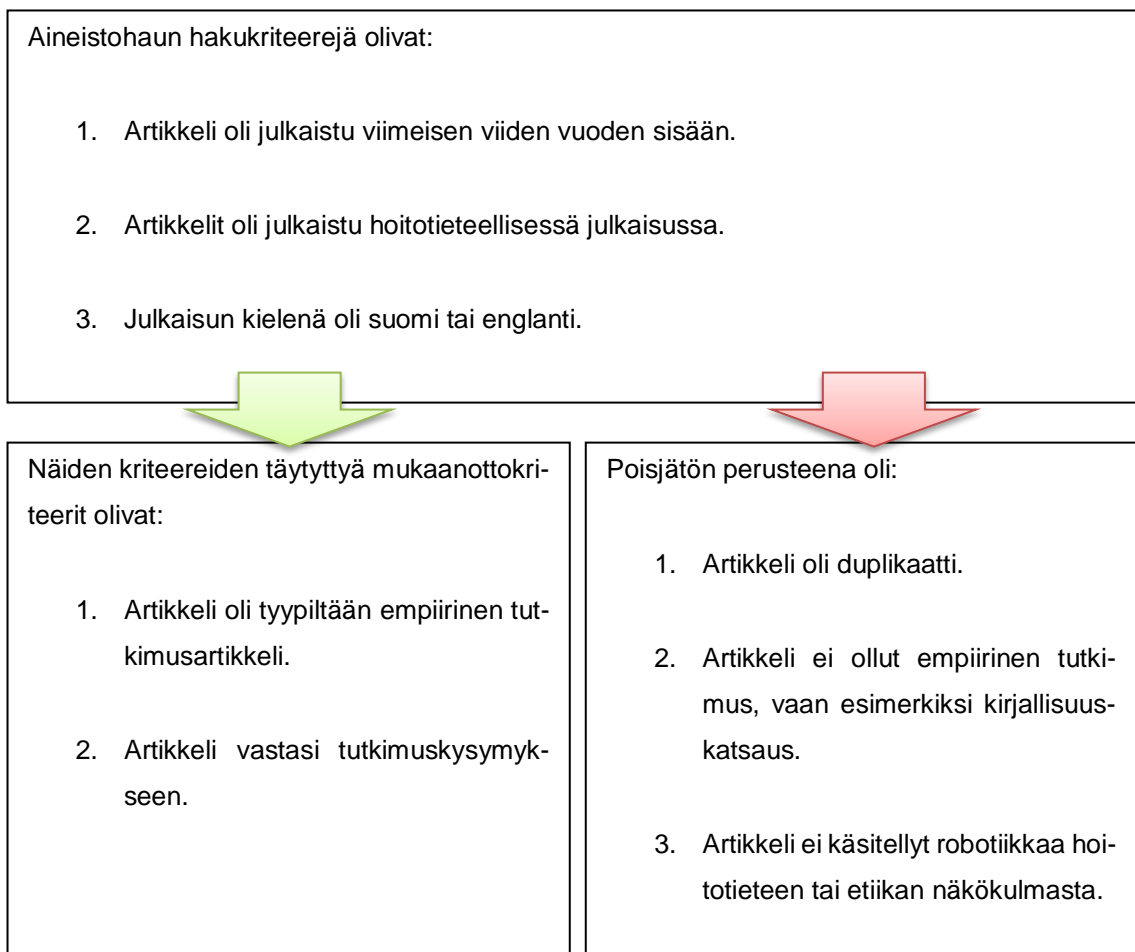 Aineistohaun hakukriteerejä olivat:
1. Artikkeli oli julkaistu viimeisen viiden vuoden sisään.
2. Artikkelit oli julkaistu hoitotieteellisessä julkaisussa.
3. Julkaisun kielenä oli suomi tai englanti.
Näiden kriteereiden täytyttyä mukaanottokri-
teerit olivat:
1. Artikkeli oli tyypiltään empiirinen tut-
kimusartikkeli.
2. Artikkeli vastasi tutkimuskysymyk-
seen.
Poisjätön perusteena oli:
1. Artikkeli oli duplikaatti.
2. Artikkeli ei ollut empiirinen tutki-
mus, vaan esimerkiksi kirjallisuus-
katsaus.
3. Artikkeli ei käsitellyt robotiikkaa hoi-
totieteen tai etiikan näkökulmasta.